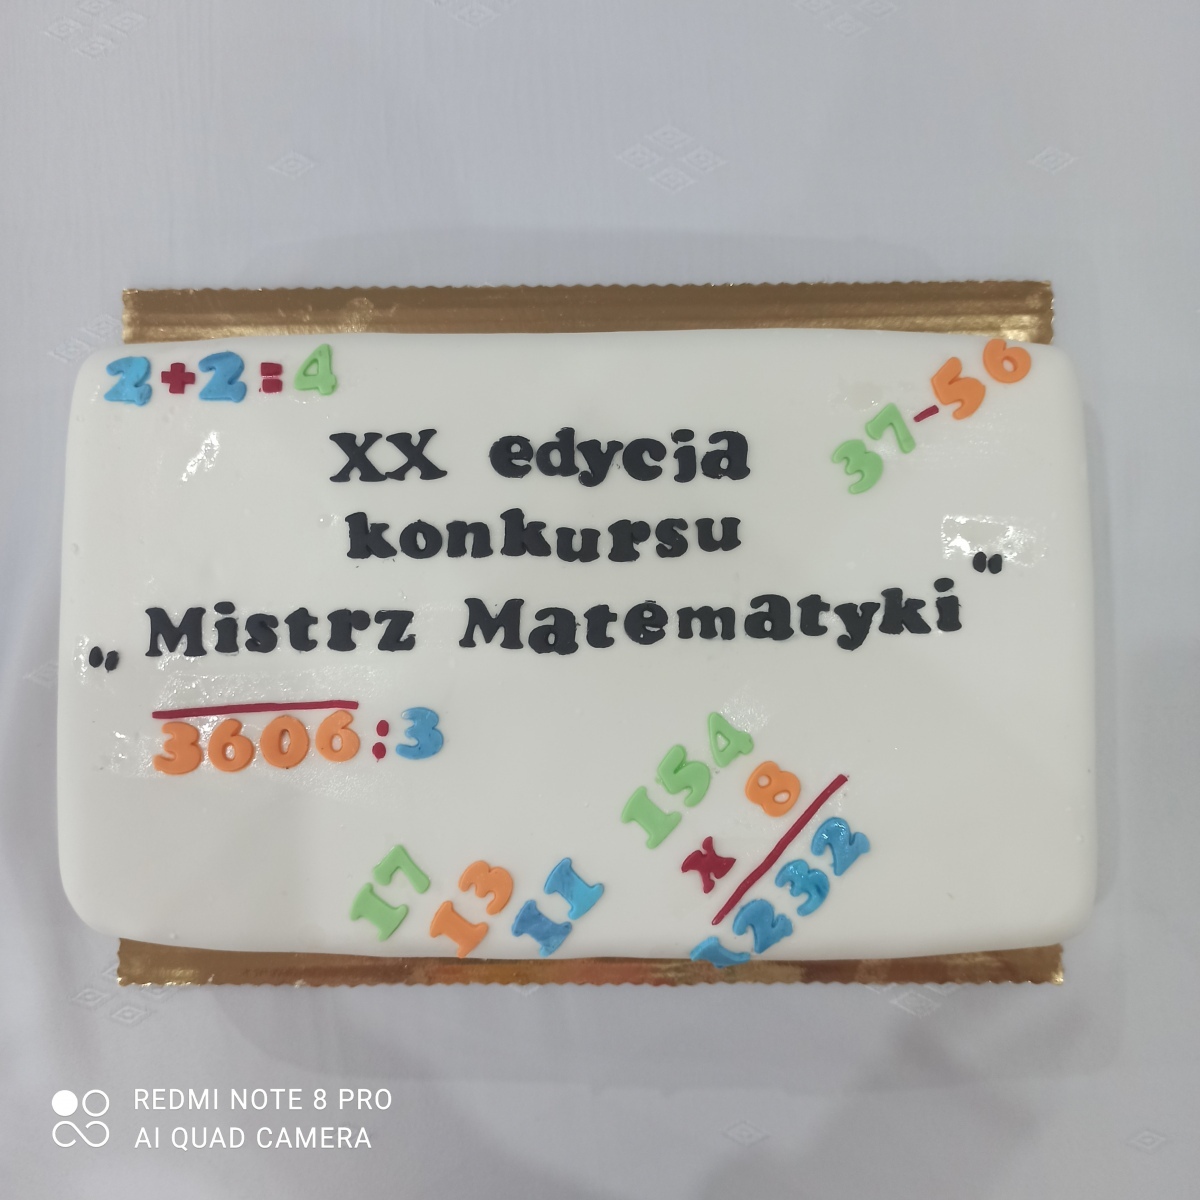 2+2=4
37-56
XX edycja
konkursu
„Mistrz Matematyki”
3606:3
154
x 8
1232
17
13
11
REDMI NOTE 8 PRO
AI QUAD CAMERA